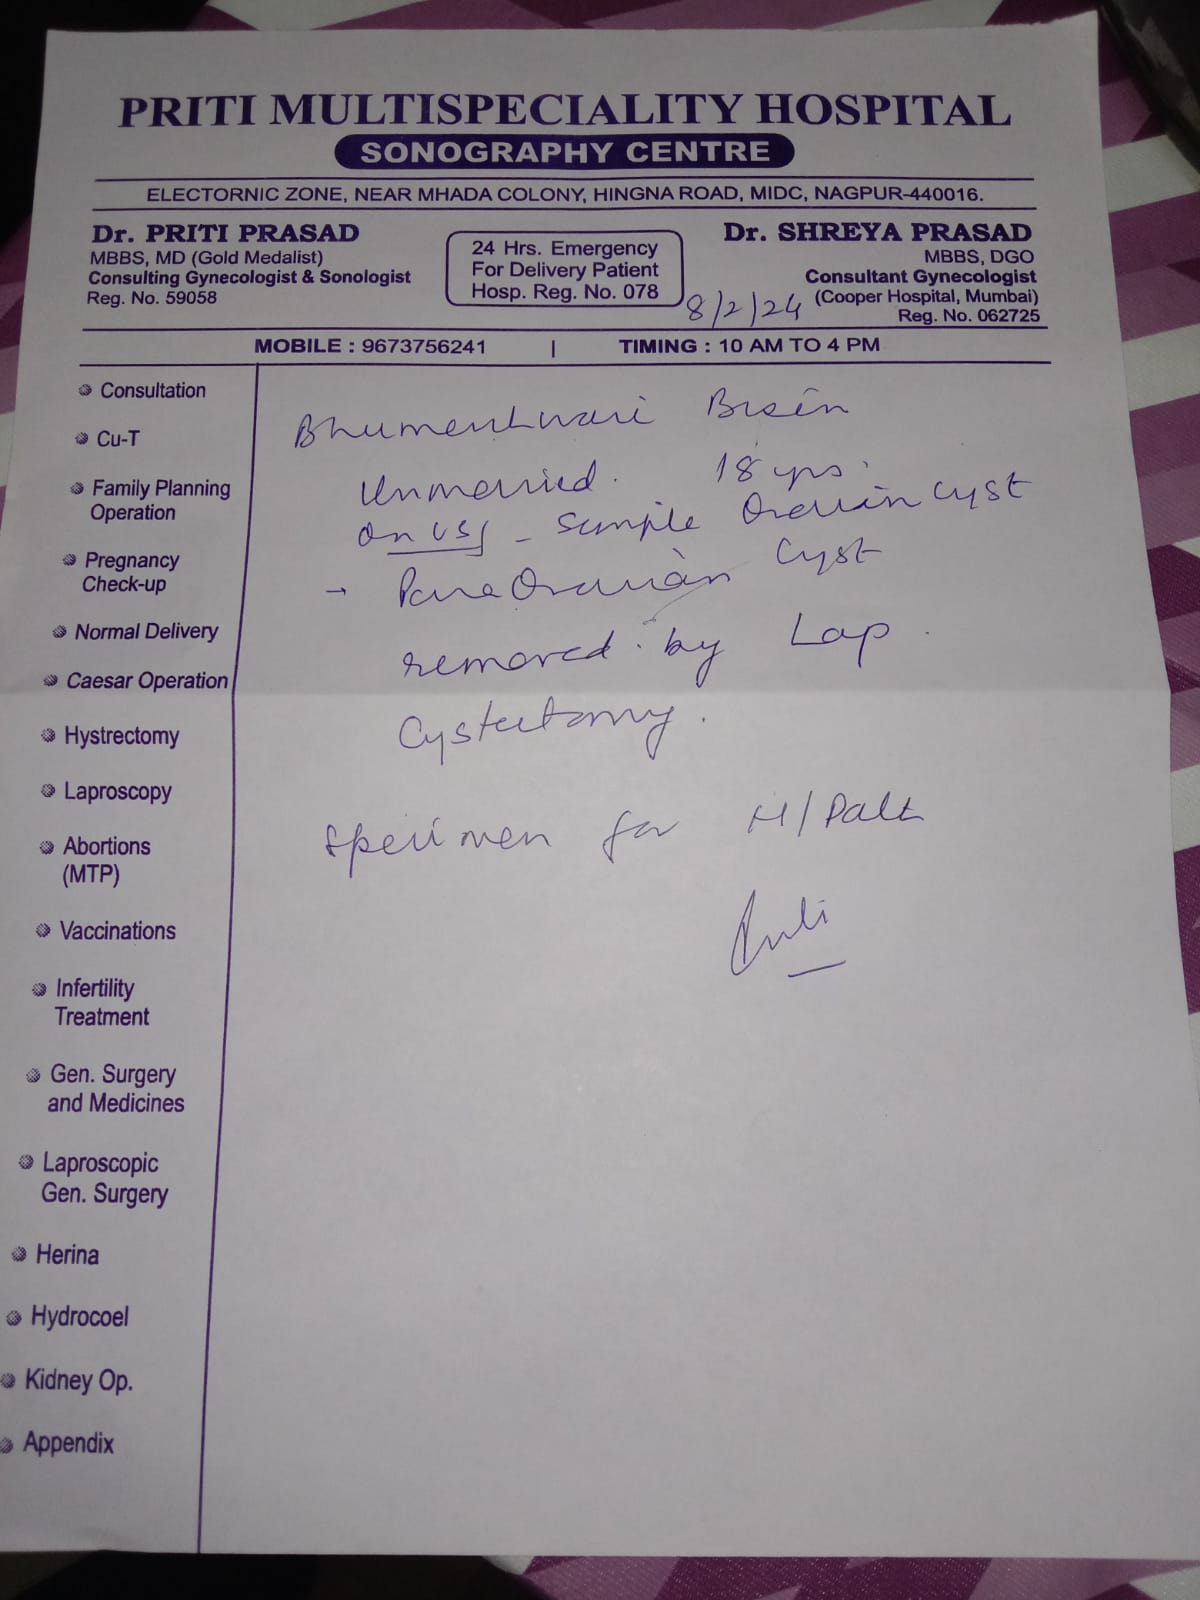 PRITI MULTISPECIALITY HOSPITAL
SONOGRAPHY CENTRE
ELECTORNIC ZONE, NEAR MHADA COLONY, HINGNA ROAD, MIDC, NAGPUR-440016.
Dr. PRITI PRASAD
MBBS, MD (Gold Medalist)
Consulting Gynecologist & Sonologist
Reg. No. 59058
24 Hrs. Emergency
For Delivery Patient
Hosp. Reg. No. 078
Dr. SHREYA PRASAD
MBBS, DGO
Consultant Gynecologist
(Cooper Hospital, Mumbai)
Reg. No. 062725
8/2/24
MOBILE : 9673756241 | TIMING : 10 AM TO 4 PM
Consultation
Cu-T
Family Planning
Operation
Pregnancy
Check-up
Normal Delivery
Caesar Operation
Hystrectomy
Laproscopy
Abortions
(MTP)
Vaccinations
Infertility
Treatment
Gen. Surgery
and Medicines
Laproscopic
Gen. Surgery
Herina
Hydrocoel
Kidney Op.
Appendix
Unmarried. 18 yrs.
On USG - Simple Ovarian Cyst
→ Para Ovarian Cyst
removed by Lap.
Cystectomy.
Specimen for H/Path
Priti